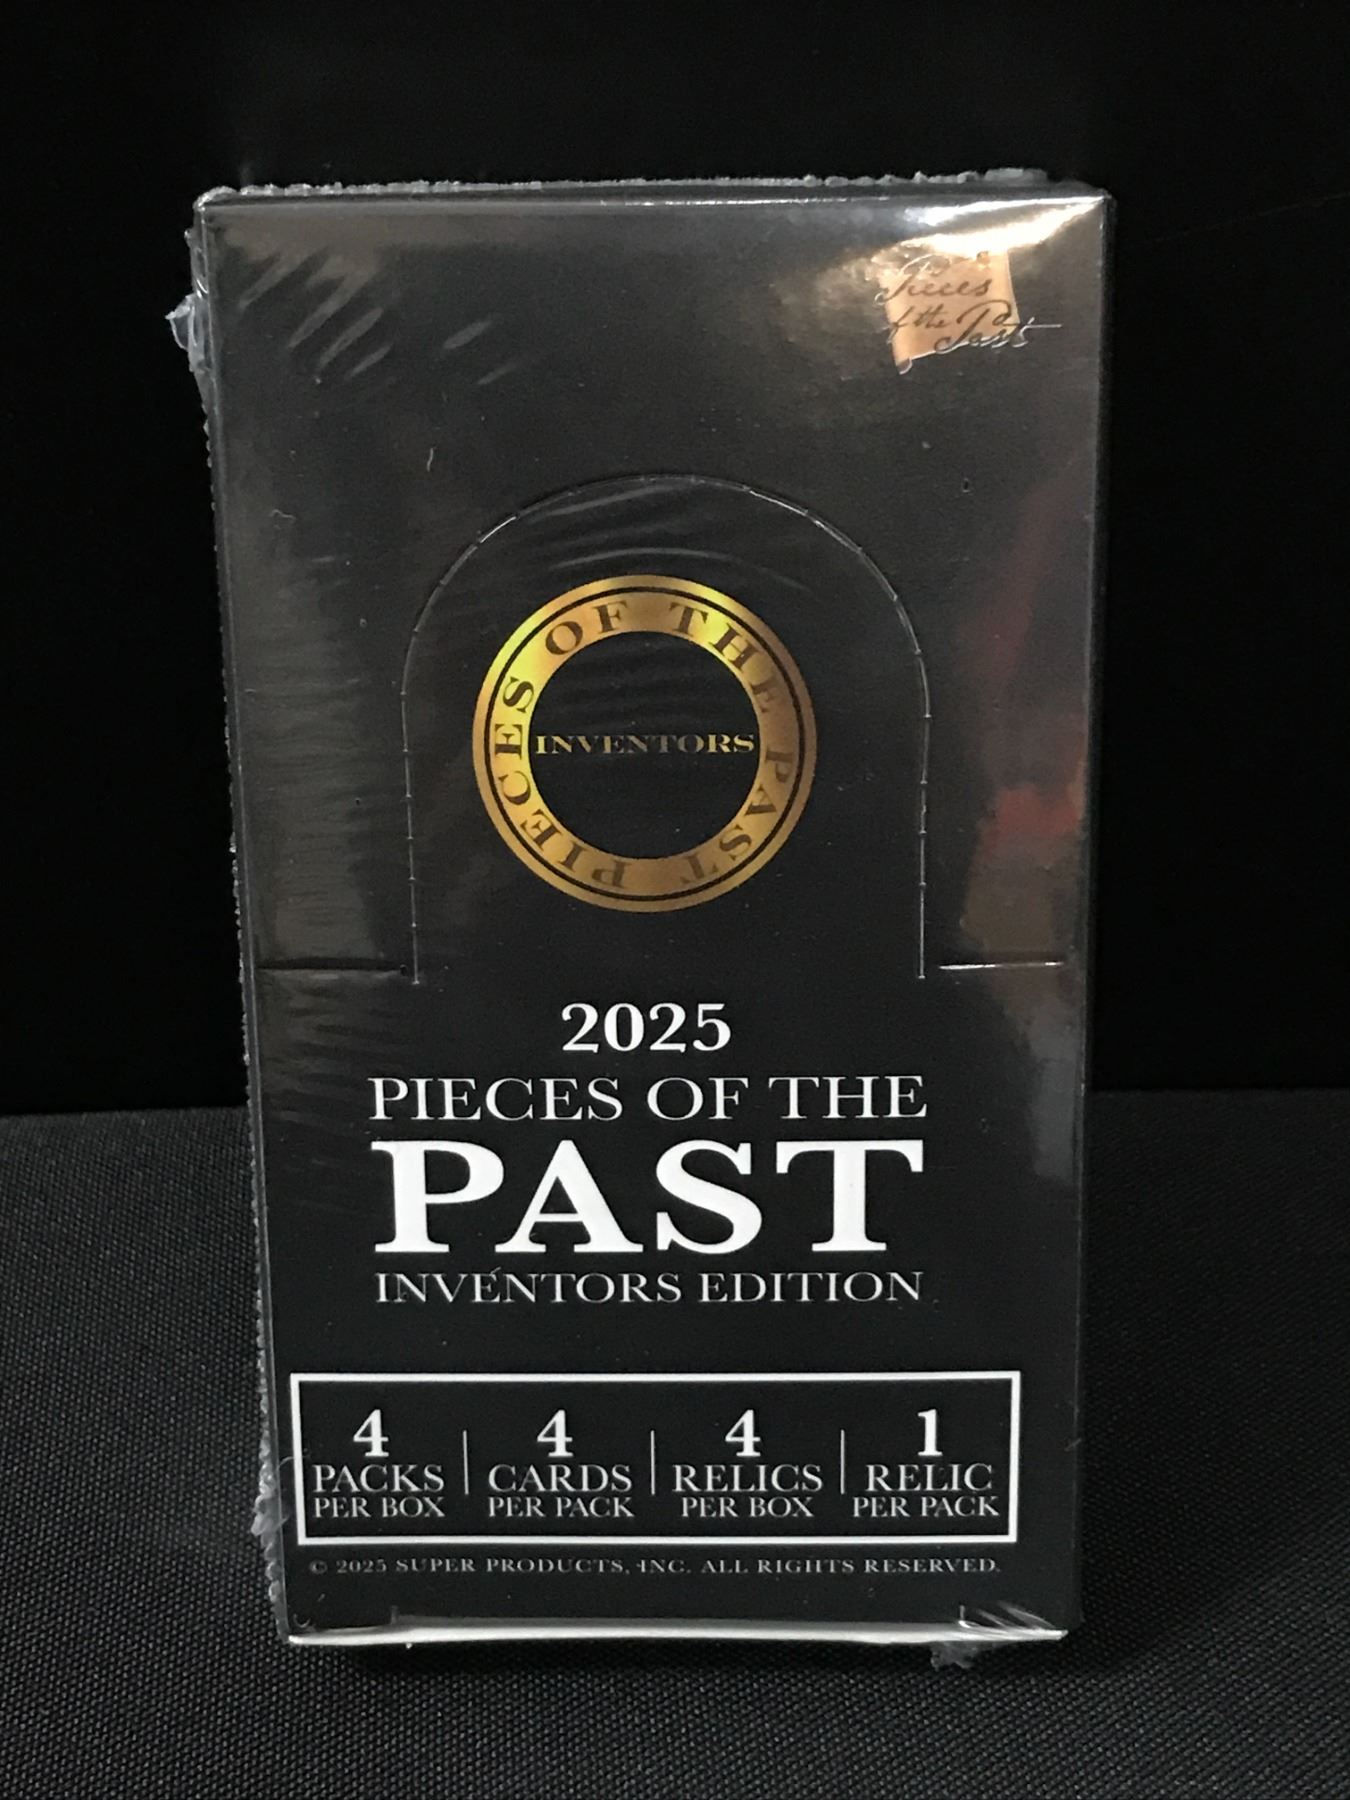 Pieces
of the
Past
PIECES OF THE PAST
INVENTORS
2025
PIECES OF THE
PAST
INVENTORS EDITION
4 PACKS PER BOX
4 CARDS PER PACK
4 RELICS PER BOX
1 RELIC PER PACK
© 2025 SUPER PRODUCTS, INC. ALL RIGHTS RESERVED.